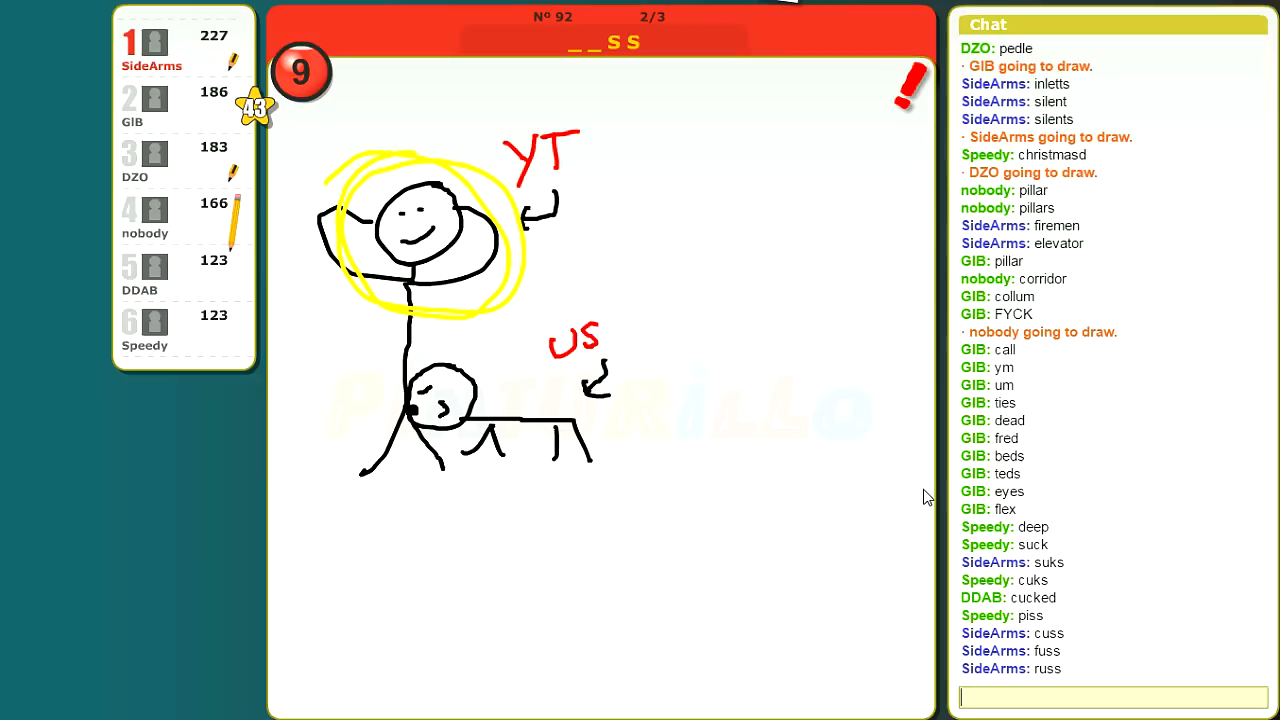 Nº 92 2/3
_ _ S S
9
!
1 227
SideArms
2 186
GIB
43
3 183
DZO
4 166
nobody
5 123
DDAB
6 123
Speedy
YT
US
Chat
DZO: pedle
· GIB going to draw.
SideArms: inletts
SideArms: silent
SideArms: silents
· SideArms going to draw.
Speedy: christmasd
· DZO going to draw.
nobody: pillar
nobody: pillars
SideArms: firemen
SideArms: elevator
GIB: pillar
nobody: corridor
GIB: collum
GIB: FYCK
· nobody going to draw.
GIB: call
GIB: ym
GIB: um
GIB: ties
GIB: dead
GIB: fred
GIB: beds
GIB: teds
GIB: eyes
GIB: flex
Speedy: deep
Speedy: suck
SideArms: suks
Speedy: cuks
DDAB: cucked
Speedy: piss
SideArms: cuss
SideArms: fuss
SideArms: russ